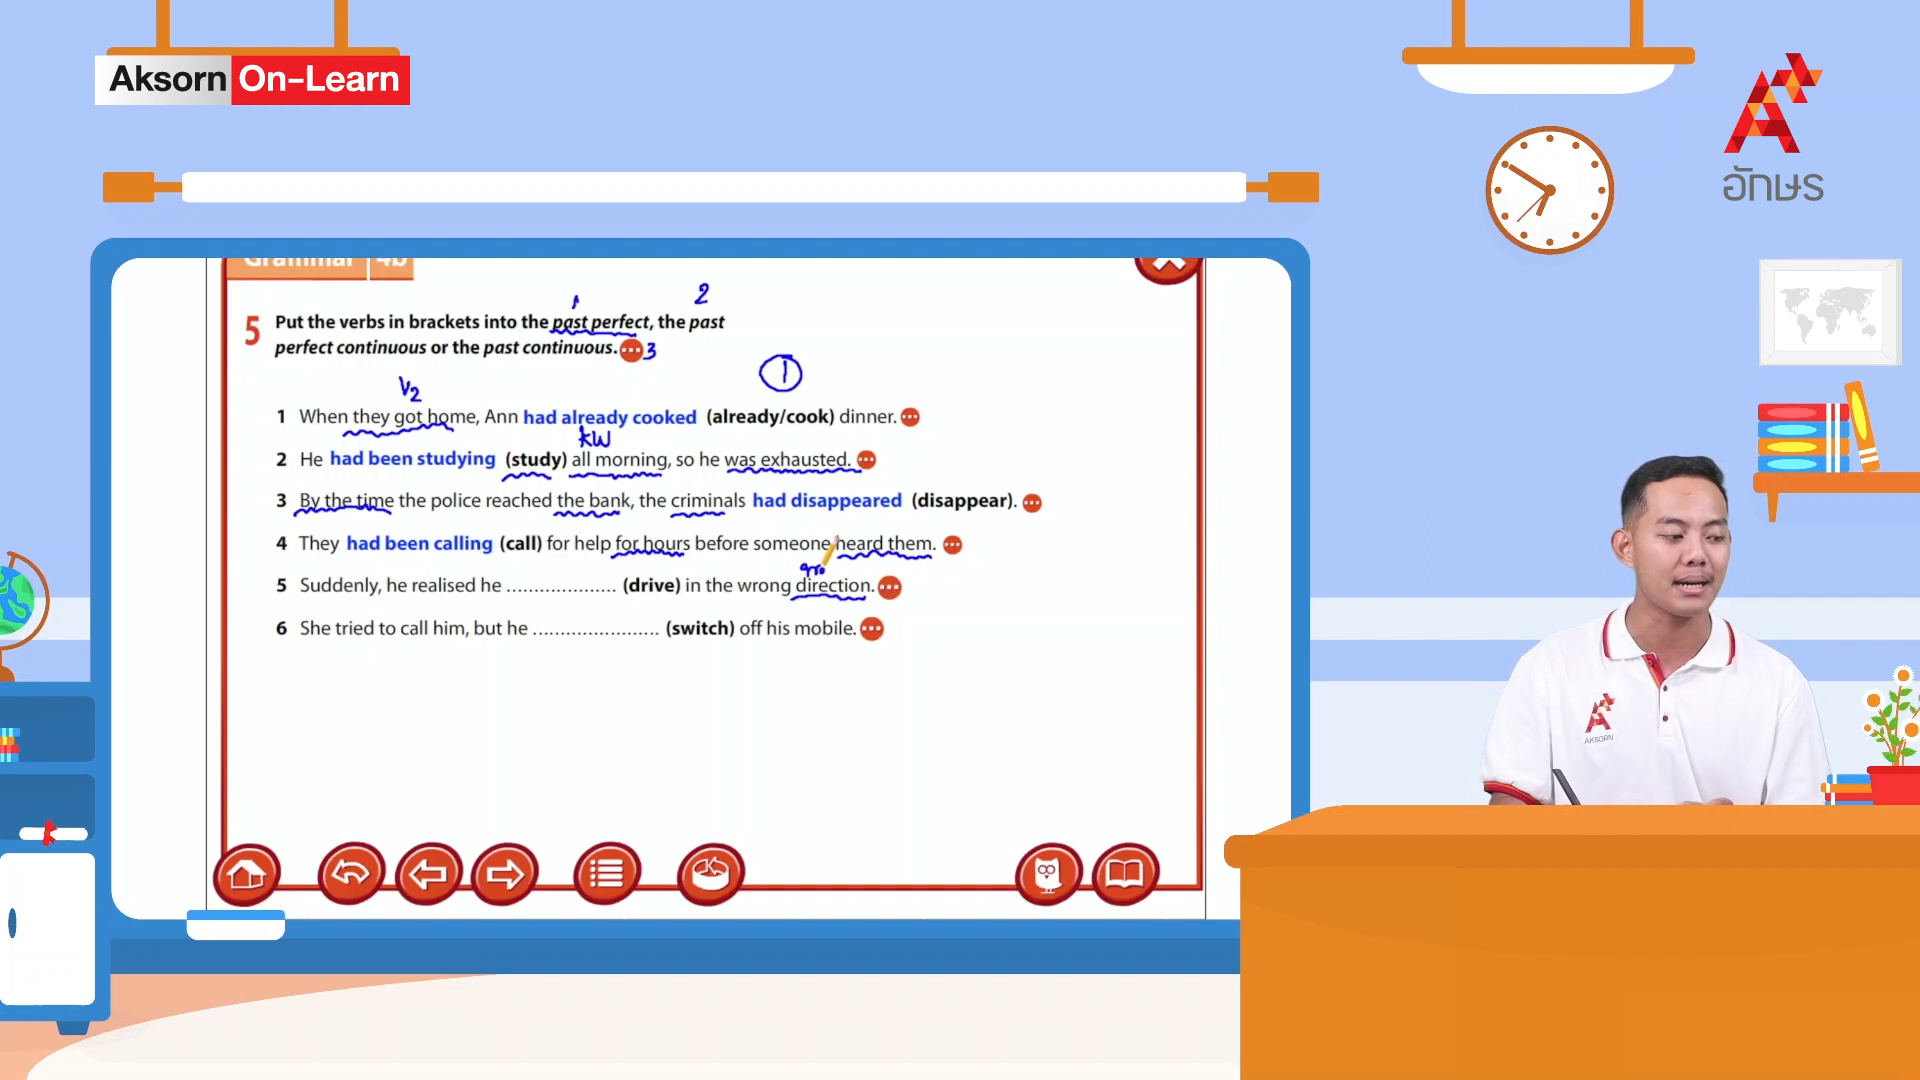 Aksorn On-Learn
อักษร
Grammar 4b
1 2
5 Put the verbs in brackets into the past perfect, the past
perfect continuous or the past continuous. 3
V2
1
1 When they got home, Ann had already cooked (already/cook) dinner.
kW
2 He had been studying (study) all morning, so he was exhausted.
3 By the time the police reached the bank, the criminals had disappeared (disappear).
4 They had been calling (call) for help for hours before someone heard them.
5 Suddenly, he realised he ................... (drive) in the wrong direction.
6 She tried to call him, but he ...................... (switch) off his mobile.
AKSORN